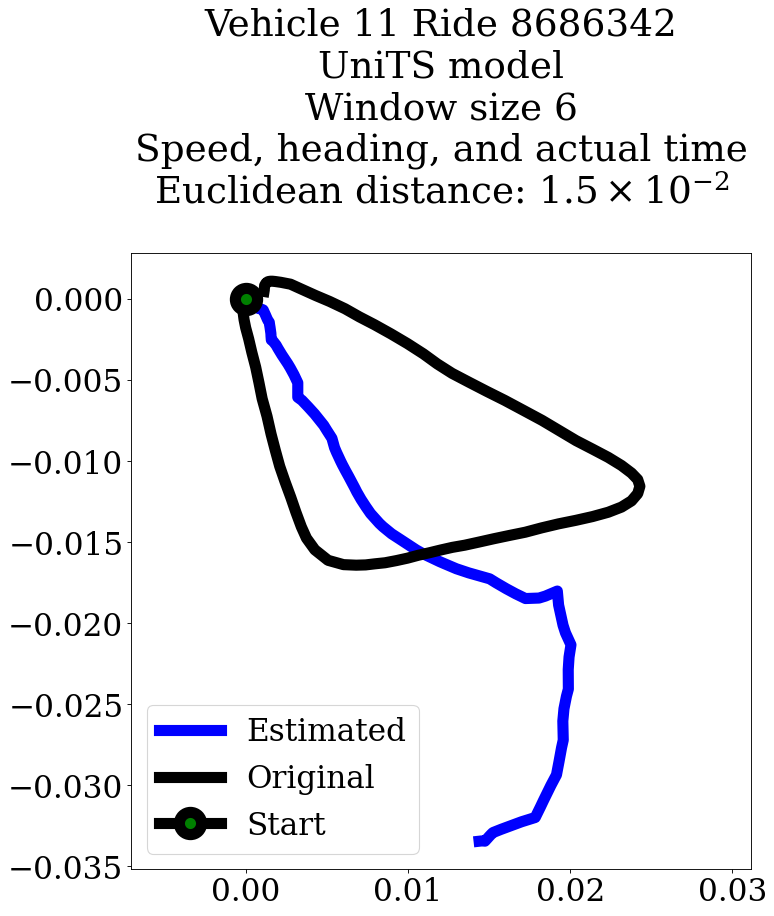 Vehicle 11 Ride 8686342
UniTS model
Window size 6
Speed, heading, and actual time
Euclidean distance: 1.5 × 10⁻²
0.000
−0.005
−0.010
−0.015
−0.020
−0.025
−0.030
−0.035
Estimated
Original
Start
0.00 0.01 0.02 0.03